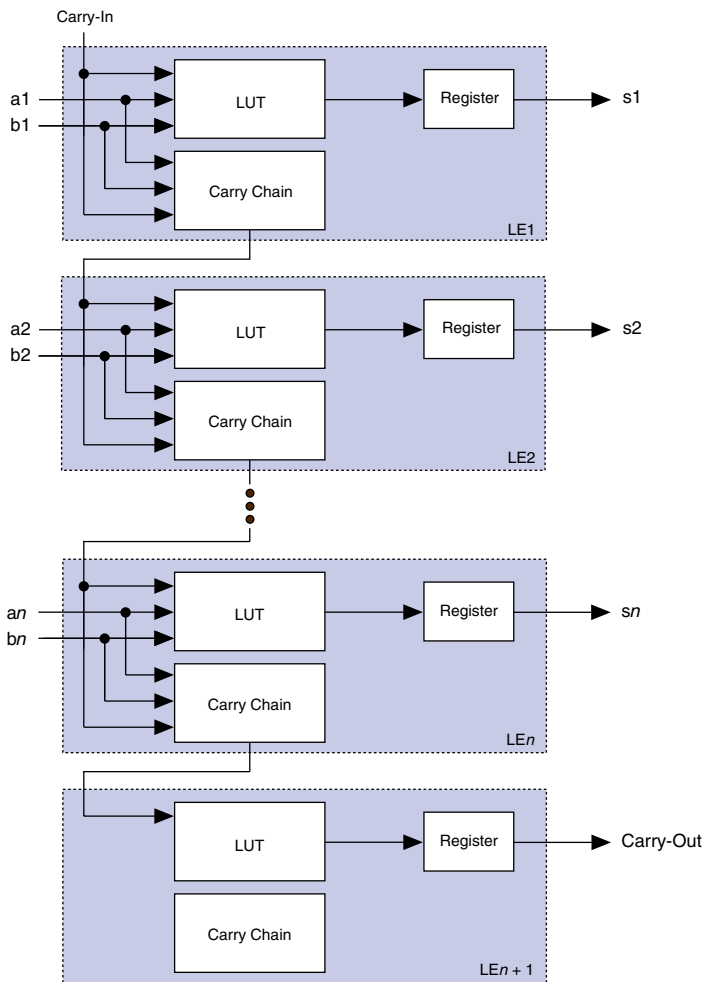 Carry-In
a1
b1
LUT
Register
s1
Carry Chain
LE1
a2
b2
LUT
Register
s2
Carry Chain
LE2
an
bn
LUT
Register
sn
Carry Chain
LEn
LUT
Register
Carry-Out
Carry Chain
LEn + 1